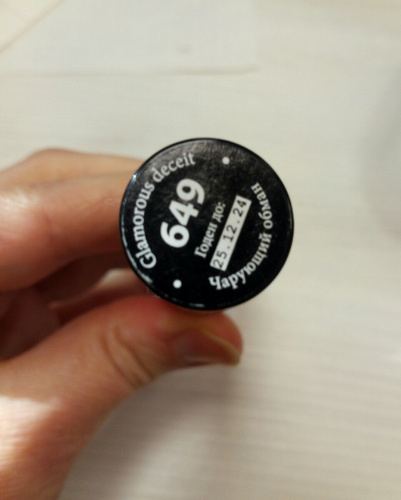 Glamorous deceit
649
Годен до:
25.12.24
Чарующий обман